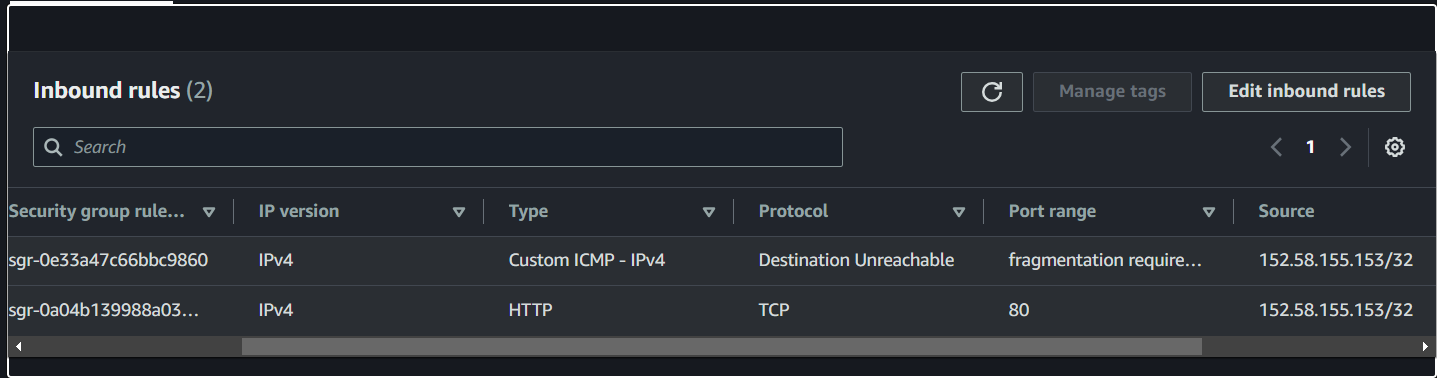 Inbound rules (2)
Manage tags
Edit inbound rules
Search
1
Security group rule... IP version Type Protocol Port range Source
sgr-0e33a47c66bbc9860 IPv4 Custom ICMP - IPv4 Destination Unreachable fragmentation require... 152.58.155.153/32
sgr-0a04b139988a03... IPv4 HTTP TCP 80 152.58.155.153/32